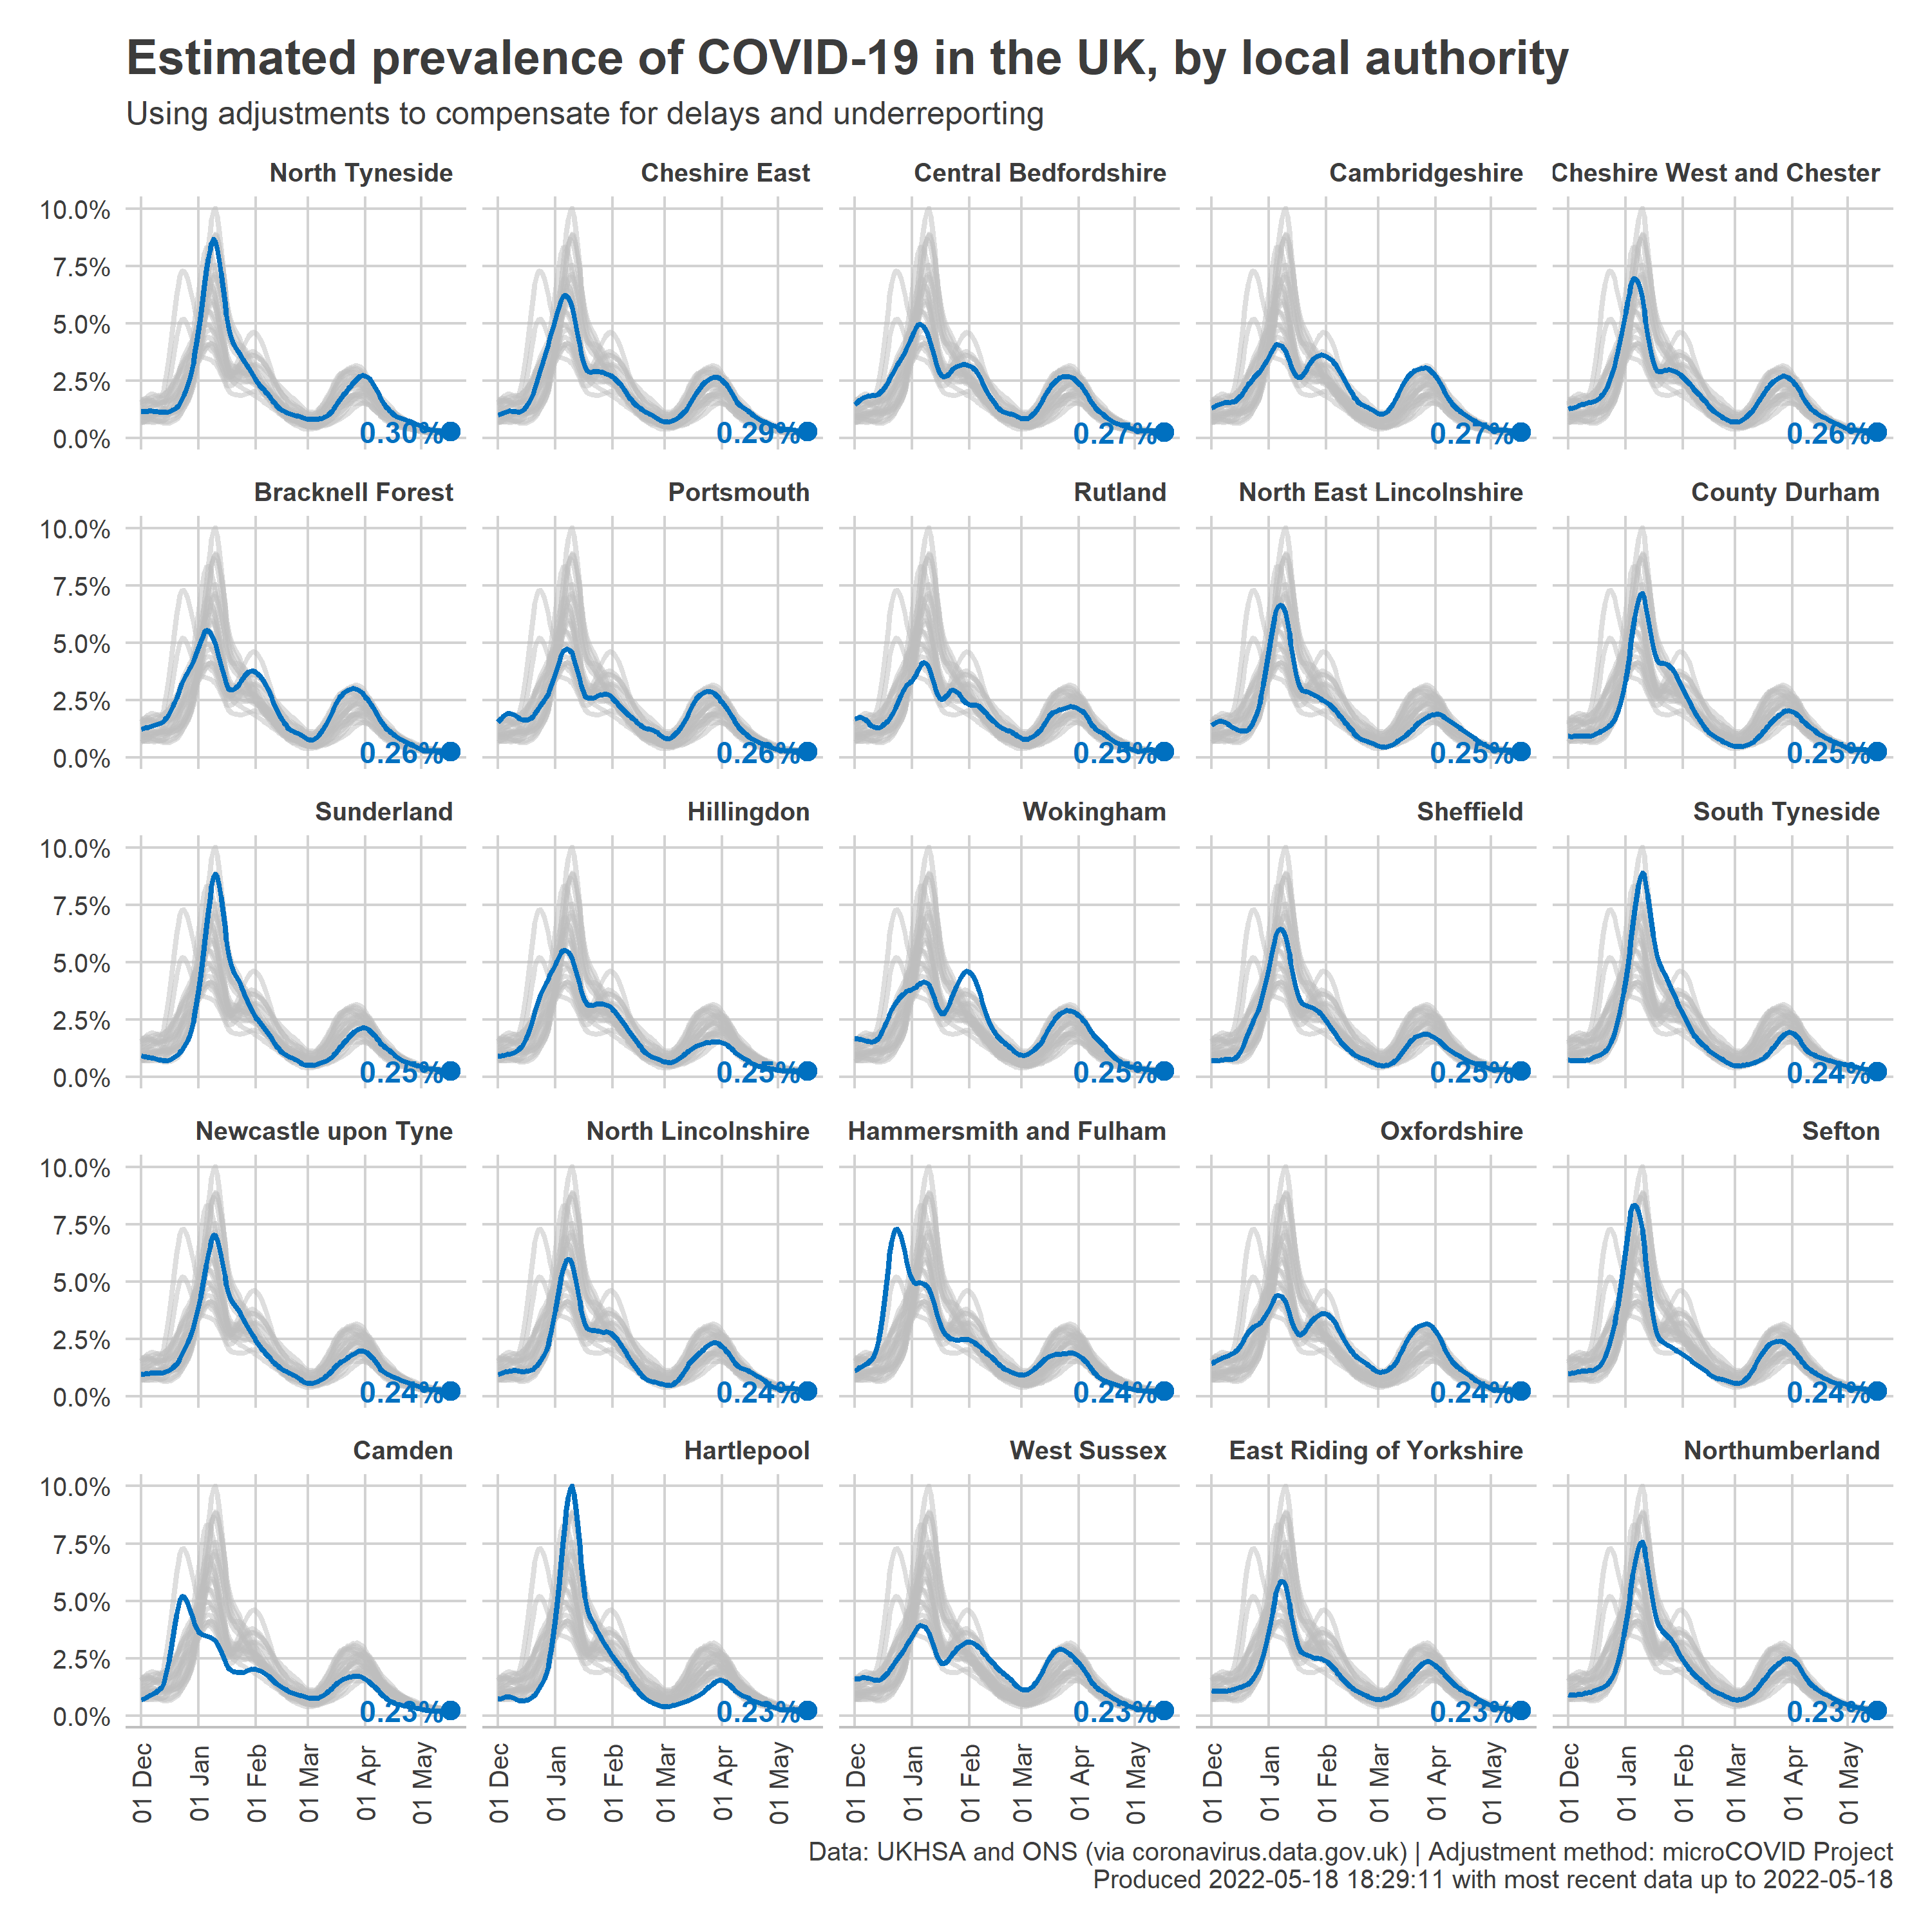 Estimated prevalence of COVID-19 in the UK, by local authority
Using adjustments to compensate for delays and underreporting
North Tyneside Cheshire East Central Bedfordshire Cambridgeshire Cheshire West and Chester
10.0%
7.5%
5.0%
2.5%
0.0%
0.30% 0.29% 0.27% 0.27% 0.26%
Bracknell Forest Portsmouth Rutland North East Lincolnshire County Durham
10.0%
7.5%
5.0%
2.5%
0.0%
0.26% 0.26% 0.25% 0.25% 0.25%
Sunderland Hillingdon Wokingham Sheffield South Tyneside
10.0%
7.5%
5.0%
2.5%
0.0%
0.25% 0.25% 0.25% 0.25% 0.24%
Newcastle upon Tyne North Lincolnshire Hammersmith and Fulham Oxfordshire Sefton
10.0%
7.5%
5.0%
2.5%
0.0%
0.24% 0.24% 0.24% 0.24% 0.24%
Camden Hartlepool West Sussex East Riding of Yorkshire Northumberland
10.0%
7.5%
5.0%
2.5%
0.0%
0.23% 0.23% 0.23% 0.23% 0.23%
01 Dec 01 Jan 01 Feb 01 Mar 01 Apr 01 May 01 Dec 01 Jan 01 Feb 01 Mar 01 Apr 01 May 01 Dec 01 Jan 01 Feb 01 Mar 01 Apr 01 May 01 Dec 01 Jan 01 Feb 01 Mar 01 Apr 01 May 01 Dec 01 Jan 01 Feb 01 Mar 01 Apr 01 May
Data: UKHSA and ONS (via coronavirus.data.gov.uk) | Adjustment method: microCOVID Project
Produced 2022-05-18 18:29:11 with most recent data up to 2022-05-18